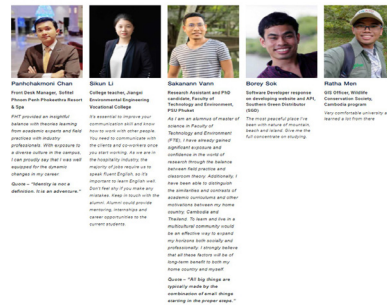 Panhchakmoni Chan
Front Desk Manager, Sofitel
Phnom Penh Phokeethra Resort
& Spa
FHT provided an insightful
balance with theories learning
from academic experts and field
practices with industry
professionals. With exposure to
a diverse culture in the campus,
I can proudly say that I was well
equipped for the dynamic
changes in my career.
Quote – "Identity is not a
definition. It is an adventure."
Sikun Li
College teacher, Jiangxi
Environmental Engineering
Vocational College
It's essential to improve your
communication skill and know
how to work with other people.
You need to communicate with
the clients and co-workers once
you start working. As we are in
the hospitality industry, the
majority of jobs require us to
speak fluent English, so it's
important to learn English well.
Don't feel shy if you make any
mistakes. Keep in touch with the
alumni. Alumni could provide
mentoring, internships and
career opportunities to the
current students.
Sakanann Vann
Research Assistant and PhD
candidate, Faculty of
Technology and Environment,
PSU Phuket
As I am an alumnus of master of
science in Faculty of
Technology and Environment
(FTE). I have already gained
significant exposure and
confidence in the world of
research through the balance
between field practice and
classroom theory. Additionally, I
have been able to distinguish
the similarities and contrasts of
academic curriculums and other
motivations between my home
country, Cambodia and
Thailand. To learn and live in a
multicultural community would
be an effective way to expand
my horizons both socially and
professionally. I strongly believe
that all these factors will be of
long-term benefit to both my
home country and myself.
Quote – "All big things are
typically made by the
combination of small things
starting in the proper steps."
Borey Sok
Software Developer response
on developing website and API,
Southern Green Distributor
(SGD)
The most peaceful place I've
been with nature of mountain,
beach and island. Give me the
full concentrate on studying.
Ratha Men
GIS Officer, Wildlife
Conservation Society,
Cambodia program
Very comfortable university and
learned a lot from there